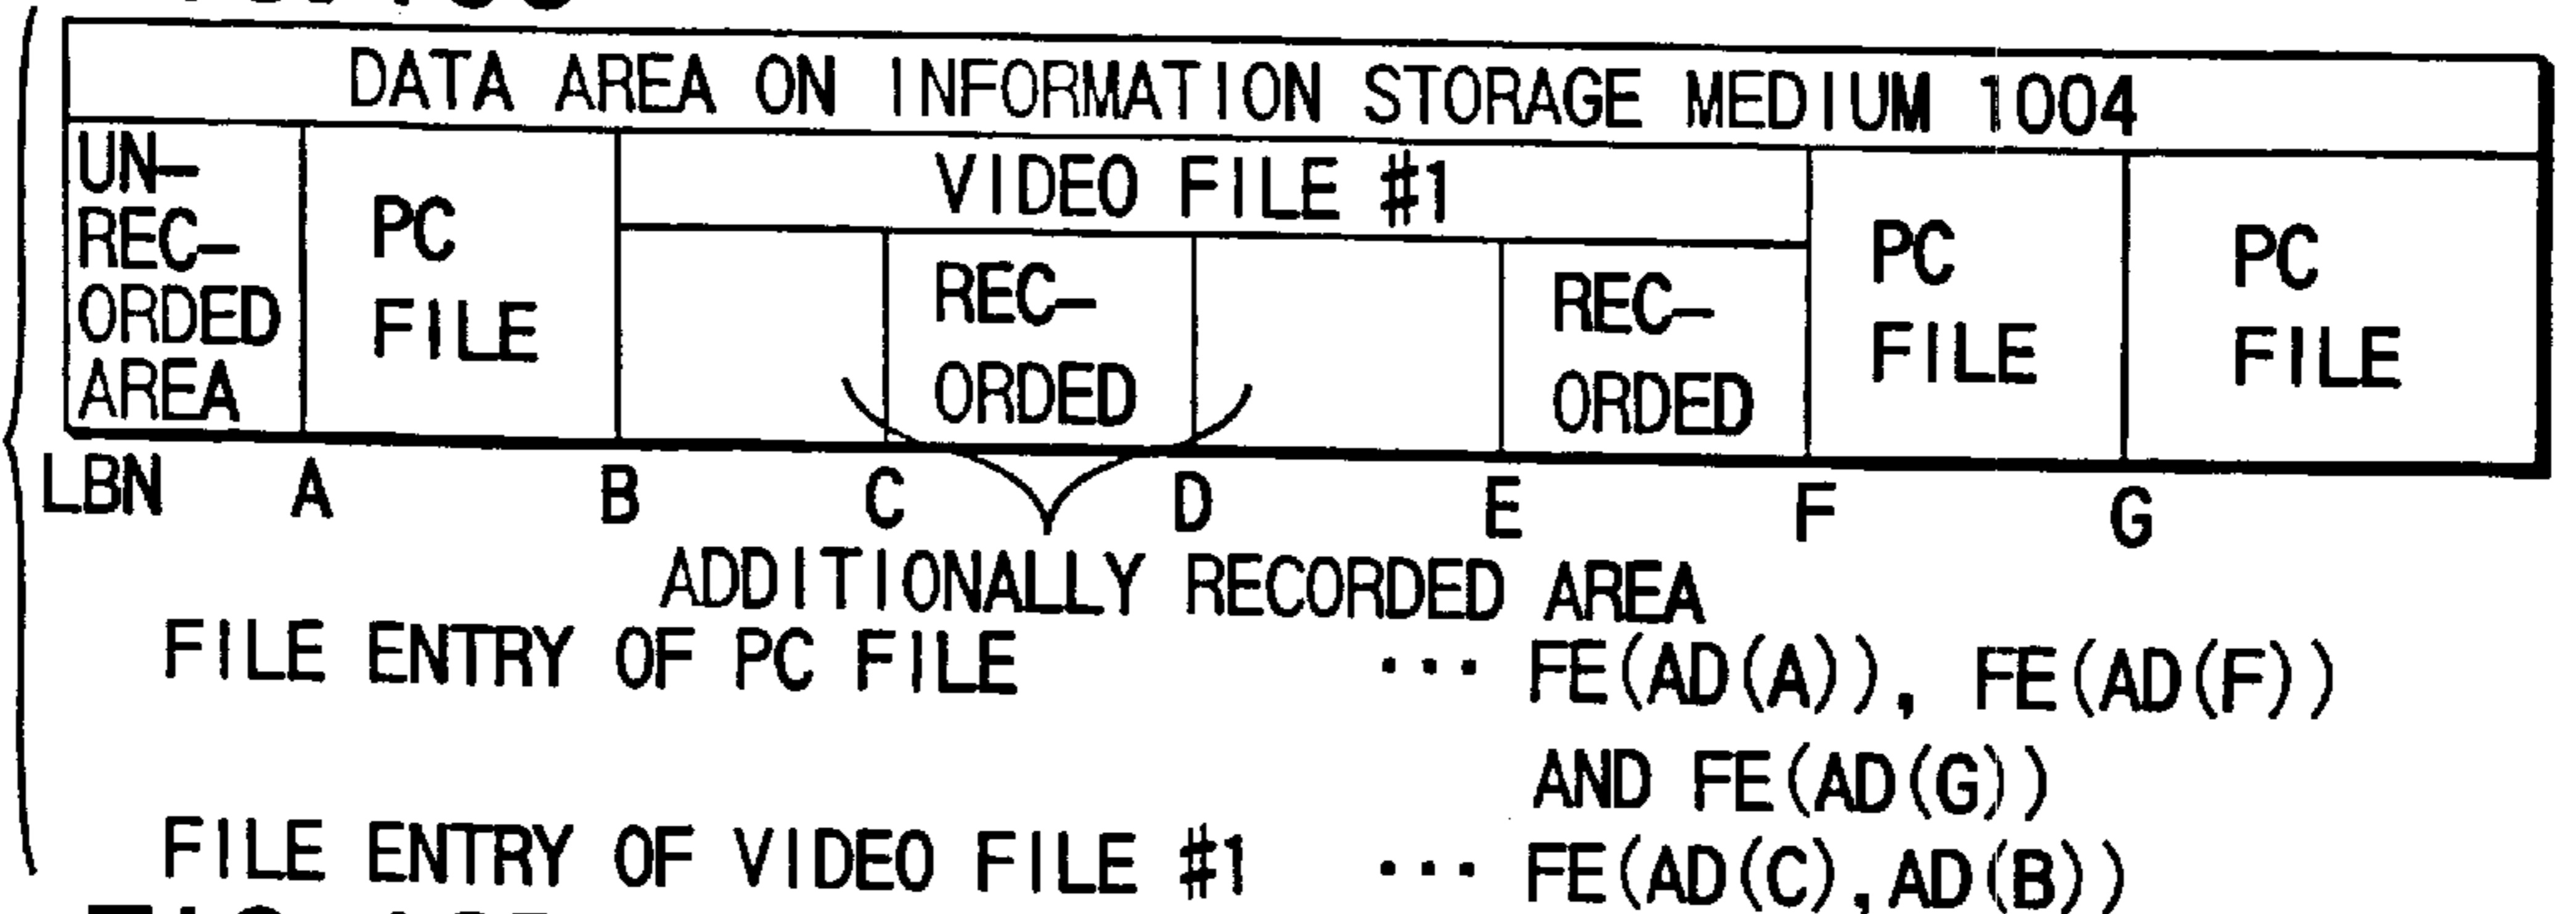 DATA AREA ON INFORMATION STORAGE MEDIUM 1004
UN-
REC-
ORDED
AREA
PC
FILE
VIDEO FILE #1
REC-
ORDED
REC-
ORDED
PC
FILE
PC
FILE
LBN A B C D E F G
ADDITIONALLY RECORDED AREA
FILE ENTRY OF PC FILE ... FE(AD(A)), FE(AD(F))
AND FE(AD(G))
FILE ENTRY OF VIDEO FILE #1 ... FE(AD(C),AD(B))